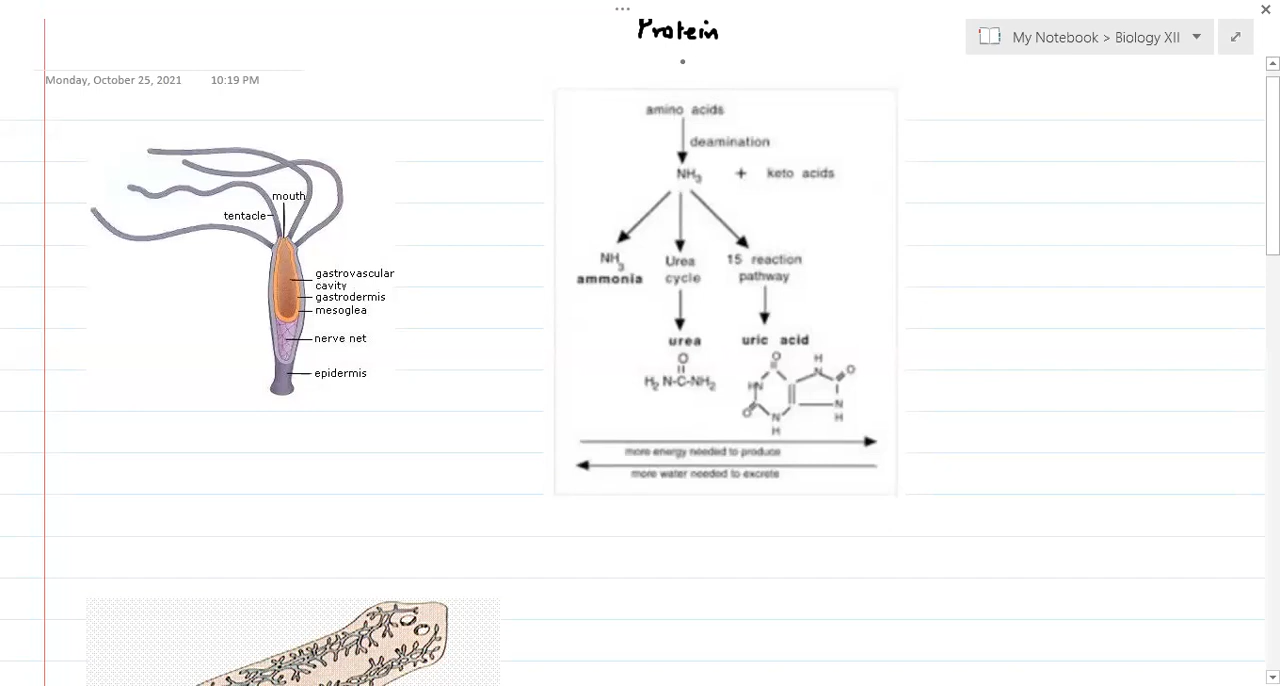 Protein
My Notebook > Biology XII
Monday, October 25, 2021 10:19 PM
mouth
tentacle
gastrovascular
cavity
gastrodermis
mesoglea
nerve net
epidermis
amino acids
deamination
NH3 + keto acids
NH3
ammonia
Urea
cycle
15 reaction
pathway
urea
uric acid
O
H2 N-C-NH2
O
H
N
O
HN
O
N
H
N
H
more energy needed to produce
more water needed to excrete